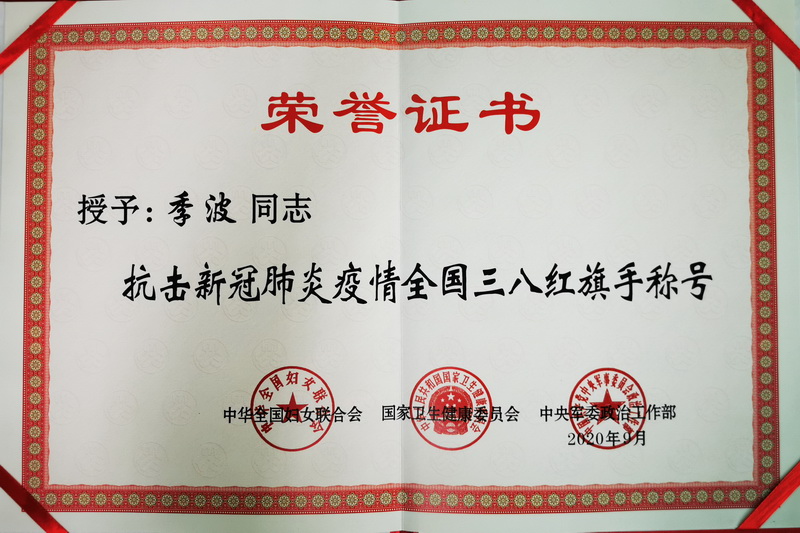 荣誉证书
授予：季波 同志
抗击新冠肺炎疫情全国三八红旗手称号
中华全国妇女联合会 国家卫生健康委员会 中央军委政治工作部
2020年9月